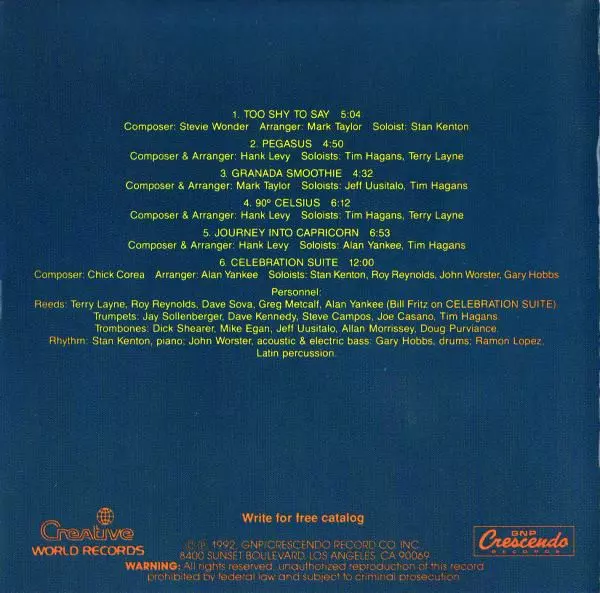 1. TOO SHY TO SAY 5:04
Composer: Stevie Wonder Arranger: Mark Taylor Soloist: Stan Kenton
2. PEGASUS 4:50
Composer & Arranger: Hank Levy Soloists: Tim Hagans, Terry Layne
3. GRANADA SMOOTHIE 4:32
Composer & Arranger: Mark Taylor Soloists: Jeff Uusitalo, Tim Hagans
4. 90º CELSIUS 6:12
Composer & Arranger: Hank Levy Soloists: Tim Hagans, Terry Layne
5. JOURNEY INTO CAPRICORN 6:53
Composer & Arranger: Hank Levy Soloists: Alan Yankee, Tim Hagans
6. CELEBRATION SUITE 12:00
Composer: Chick Corea Arranger: Alan Yankee Soloists: Stan Kenton, Roy Reynolds, John Worster, Gary Hobbs
Personnel:
Reeds: Terry Layne, Roy Reynolds, Dave Sova, Greg Metcalf, Alan Yankee (Bill Fritz on CELEBRATION SUITE).
Trumpets: Jay Sollenberger, Dave Kennedy, Steve Campos, Joe Casano, Tim Hagans.
Trombones: Dick Shearer, Mike Egan, Jeff Uusitalo, Allan Morrissey, Doug Purviance.
Rhythm: Stan Kenton, piano; John Worster, acoustic & electric bass: Gary Hobbs, drums; Ramon Lopez,
Latin percussion.
Write for free catalog
Creative
WORLD RECORDS
GNP
Crescendo
RECORDS
©℗ 1992, GNP/CRESCENDO RECORD CO. INC.
8400 SUNSET BOULEVARD, LOS ANGELES, CA 90069
WARNING: All rights reserved, unauthorized reproduction of this record
prohibited by federal law and subject to criminal prosecution.